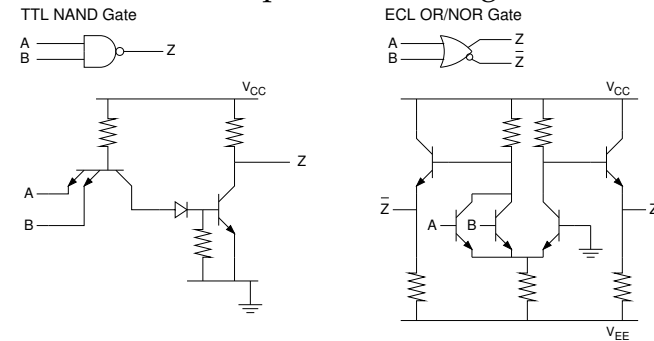 TTL NAND Gate
A
B
Z
V_CC
A
B
Z
ECL OR/NOR Gate
A
B
Z
Z̅
V_CC
Z̅
A
B
Z
V_EE